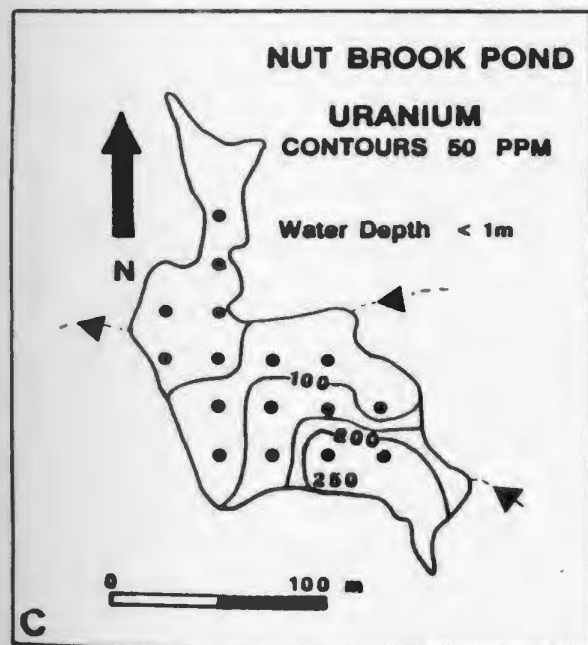 NUT BROOK POND
URANIUM
CONTOURS 50 PPM
Water Depth < 1m
N
100
200
250
0 100 m
C